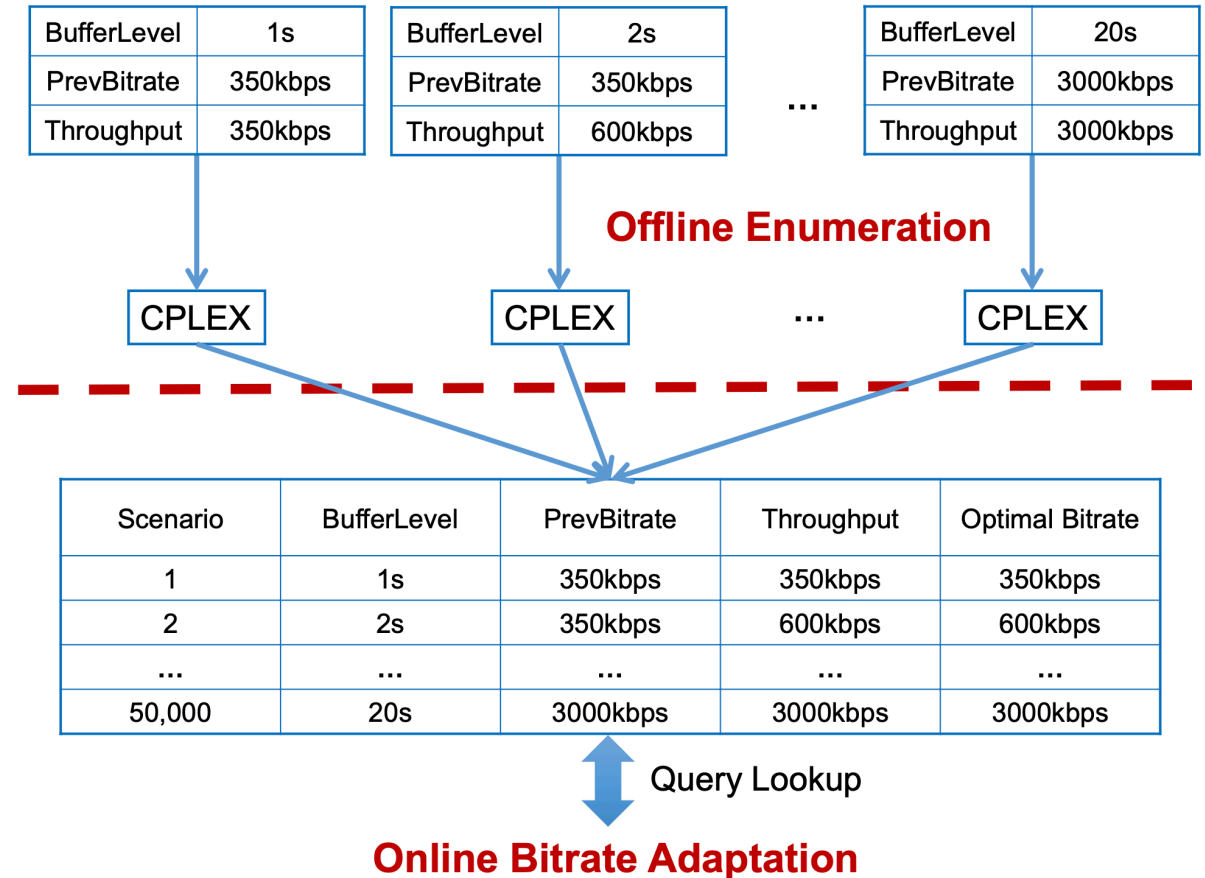 BufferLevel 1s
PrevBitrate 350kbps
Throughput 350kbps
BufferLevel 2s
PrevBitrate 350kbps
Throughput 600kbps
...
BufferLevel 20s
PrevBitrate 3000kbps
Throughput 3000kbps
Offline Enumeration
CPLEX CPLEX ... CPLEX
Scenario BufferLevel PrevBitrate Throughput Optimal Bitrate
1 1s 350kbps 350kbps 350kbps
2 2s 350kbps 600kbps 600kbps
... ... ... ... ...
50,000 20s 3000kbps 3000kbps 3000kbps
Query Lookup
Online Bitrate Adaptation